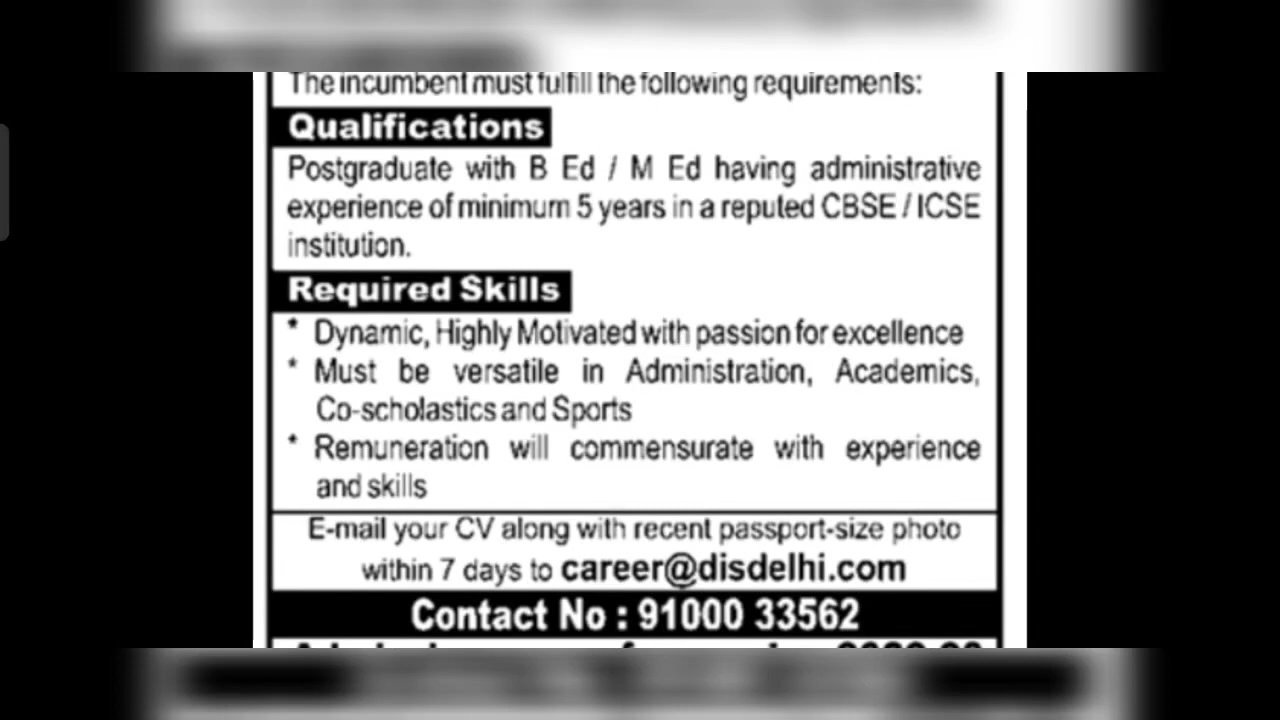 The incumbent must fulfill the following requirements:
Qualifications
Postgraduate with B Ed / M Ed having administrative
experience of minimum 5 years in a reputed CBSE / ICSE
institution.
Required Skills
* Dynamic, Highly Motivated with passion for excellence
* Must be versatile in Administration, Academics,
Co-scholastics and Sports
* Remuneration will commensurate with experience
and skills
E-mail your CV along with recent passport-size photo
within 7 days to career@disdelhi.com
Contact No : 91000 33562